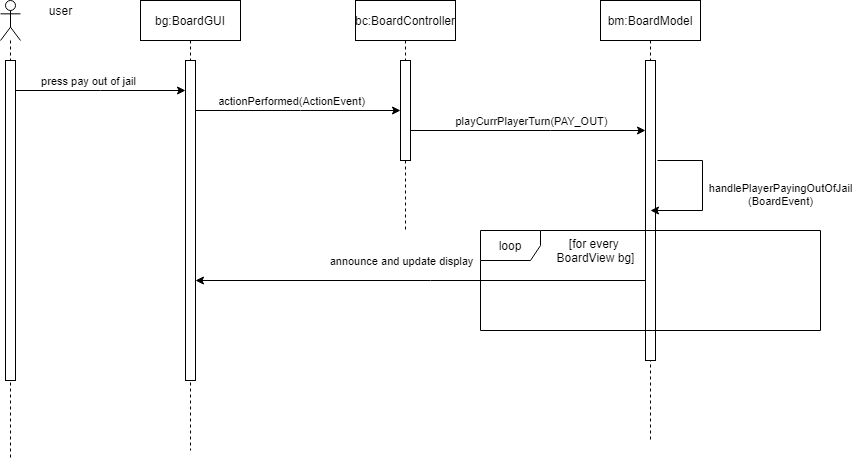 user
bg:BoardGUI
bc:BoardController
bm:BoardModel
press pay out of jail
actionPerformed(ActionEvent)
playCurrPlayerTurn(PAY_OUT)
handlePlayerPayingOutOfJail
(BoardEvent)
loop
[for every
BoardView bg]
announce and update display